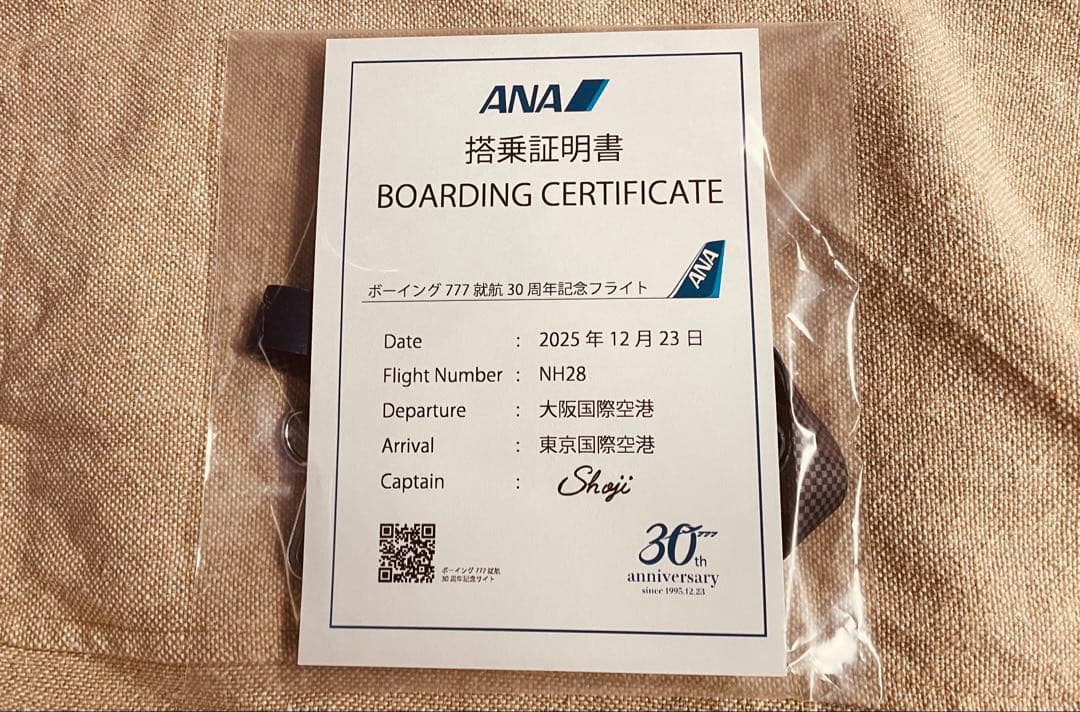 ANA
搭乗証明書
BOARDING CERTIFICATE
ANA
ボーイング 777 就航 30 周年記念フライト
Date : 2025 年 12 月 23 日
Flight Number : NH28
Departure : 大阪国際空港
Arrival : 東京国際空港
Captain : Shoji
ボーイング 777 就航
30 周年記念サイト
30th
777
anniversary
since 1995.12.23